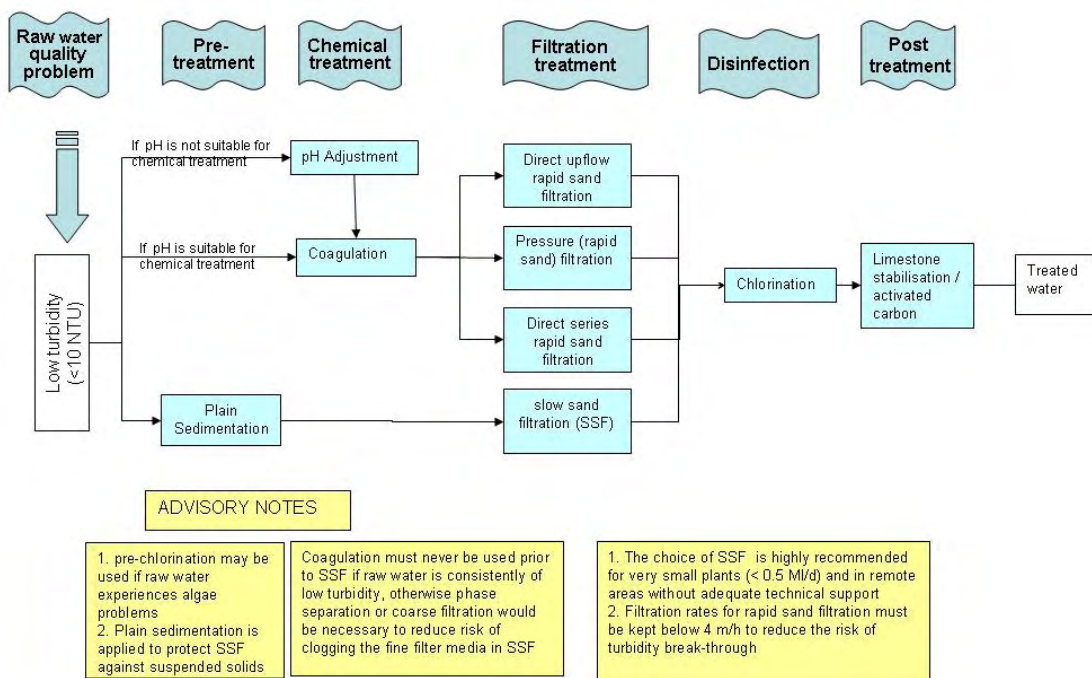 Raw water
quality
problem
Pre-
treatment
Chemical
treatment
Filtration
treatment
Disinfection
Post
treatment
If pH is not suitable for
chemical treatment
pH Adjustment
Direct upflow
rapid sand
filtration
If pH is suitable for
chemical treatment
Coagulation
Pressure (rapid
sand) filtration
Low turbidity
(<10 NTU)
Chlorination
Limestone
stabilisation /
activated
carbon
Treated
water
Direct series
rapid sand
filtration
Plain
Sedimentation
slow sand
filtration (SSF)
ADVISORY NOTES
1. pre-chlorination may be
used if raw water
experiences algae
problems
2. Plain sedimentation is
applied to protect SSF
against suspended solids
Coagulation must never be used prior
to SSF if raw water is consistently of
low turbidity, otherwise phase
separation or coarse filtration would
be necessary to reduce risk of
clogging the fine filter media in SSF
1. The choice of SSF is highly recommended
for very small plants (< 0.5 Ml/d) and in remote
areas without adequate technical support
2. Filtration rates for rapid sand filtration must
be kept below 4 m/h to reduce the risk of
turbidity break-through